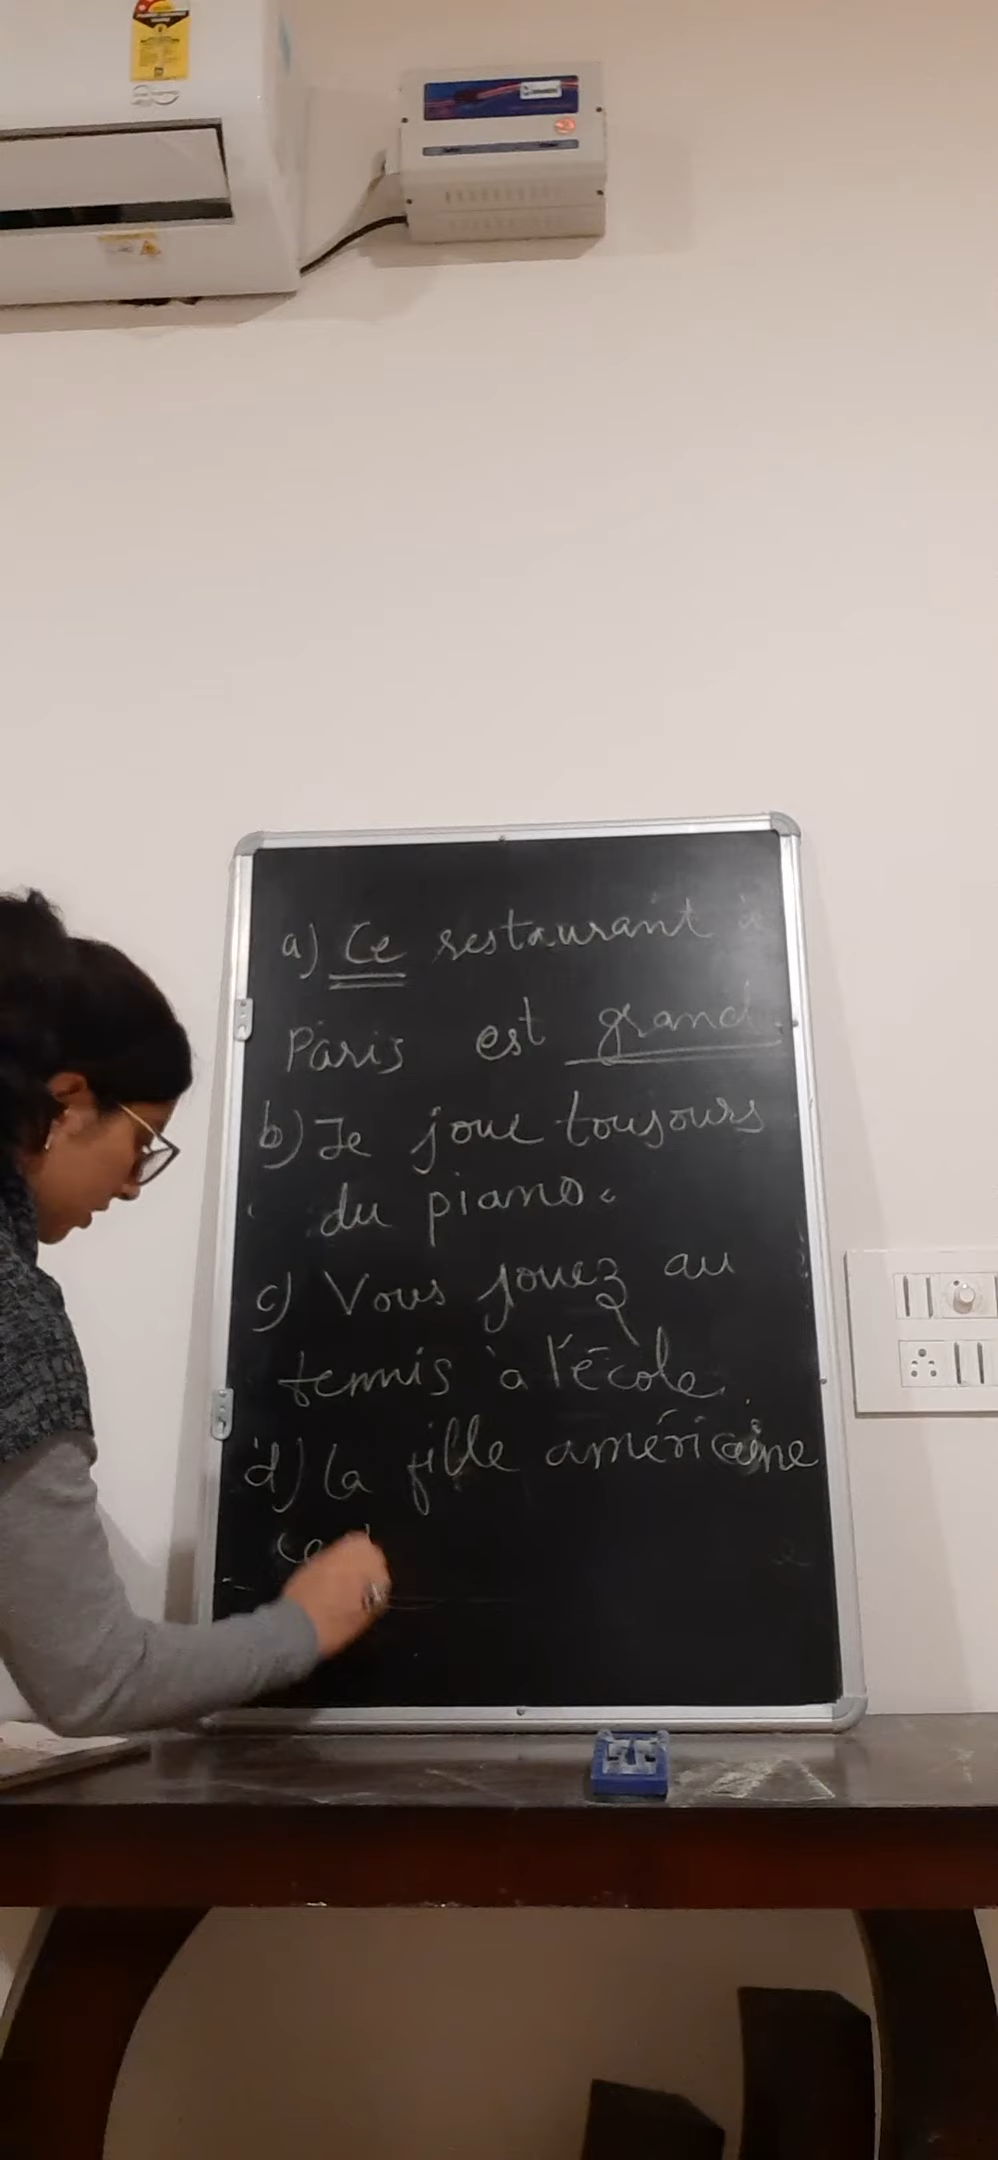 a) Ce restaurant à
Paris est grand.
b) Je joue toujours
du piano.
c) Vous jouez au
tennis à l'école.
d) La fille américaine